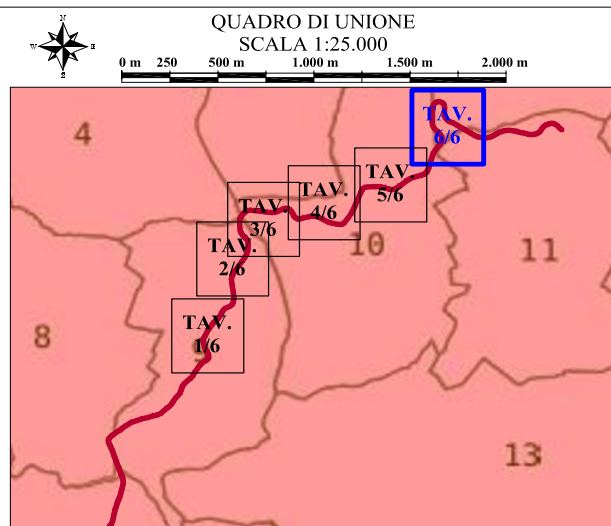 QUADRO DI UNIONE
SCALA 1:25.000
N
W E
S
0 m 250 500 m 1.000 m 1.500 m 2.000 m
4
TAV.
6/6
TAV.
5/6
TAV.
4/6
TAV.
3/6
10
11
TAV.
2/6
8
TAV.
1/6
9
13